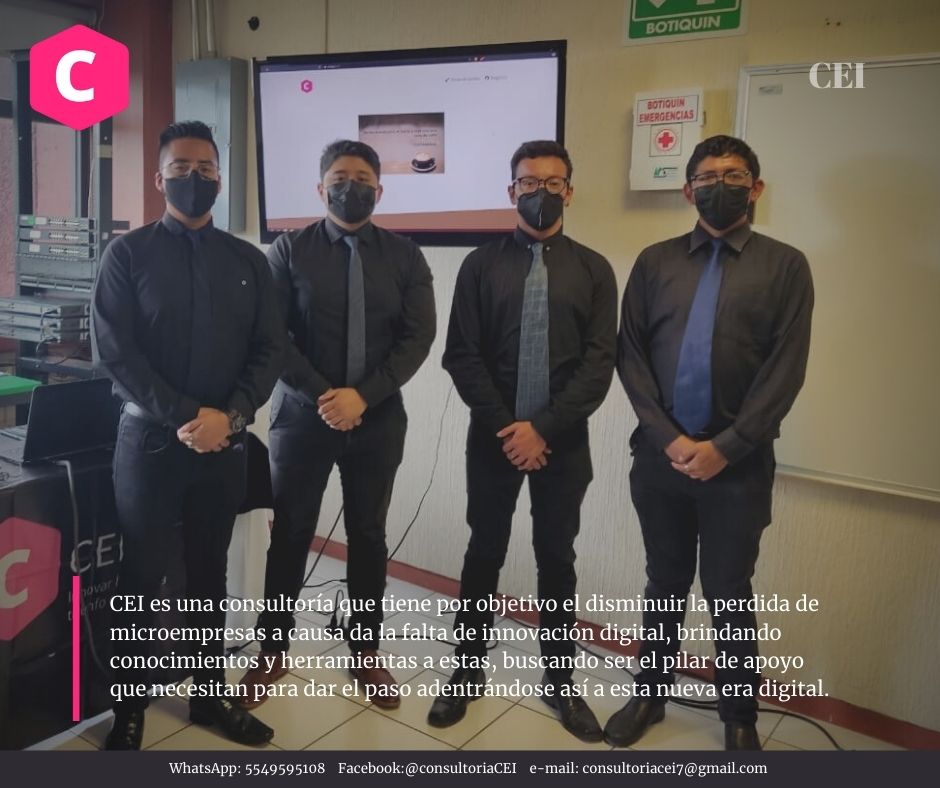 C
BOTIQUIN
CEI
BOTIQUIN
EMERGENCIAS
C
CEI
CEI es una consultoría que tiene por objetivo el disminuir la perdida de
microempresas a causa da la falta de innovación digital, brindando
conocimientos y herramientas a estas, buscando ser el pilar de apoyo
que necesitan para dar el paso adentrándose así a esta nueva era digital.
WhatsApp: 5549595108 Facebook:@consultoriaCEI e-mail: consultoriacei7@gmail.com